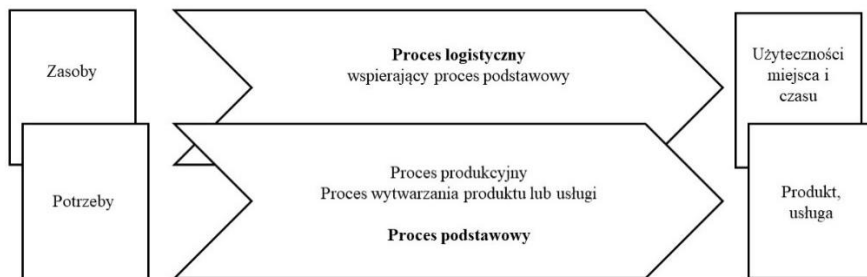 Zasoby
Proces logistyczny
wspierający proces podstawowy
Użyteczności
miejsca i
czasu
Potrzeby
Proces produkcyjny
Proces wytwarzania produktu lub usługi
Proces podstawowy
Produkt,
usługa